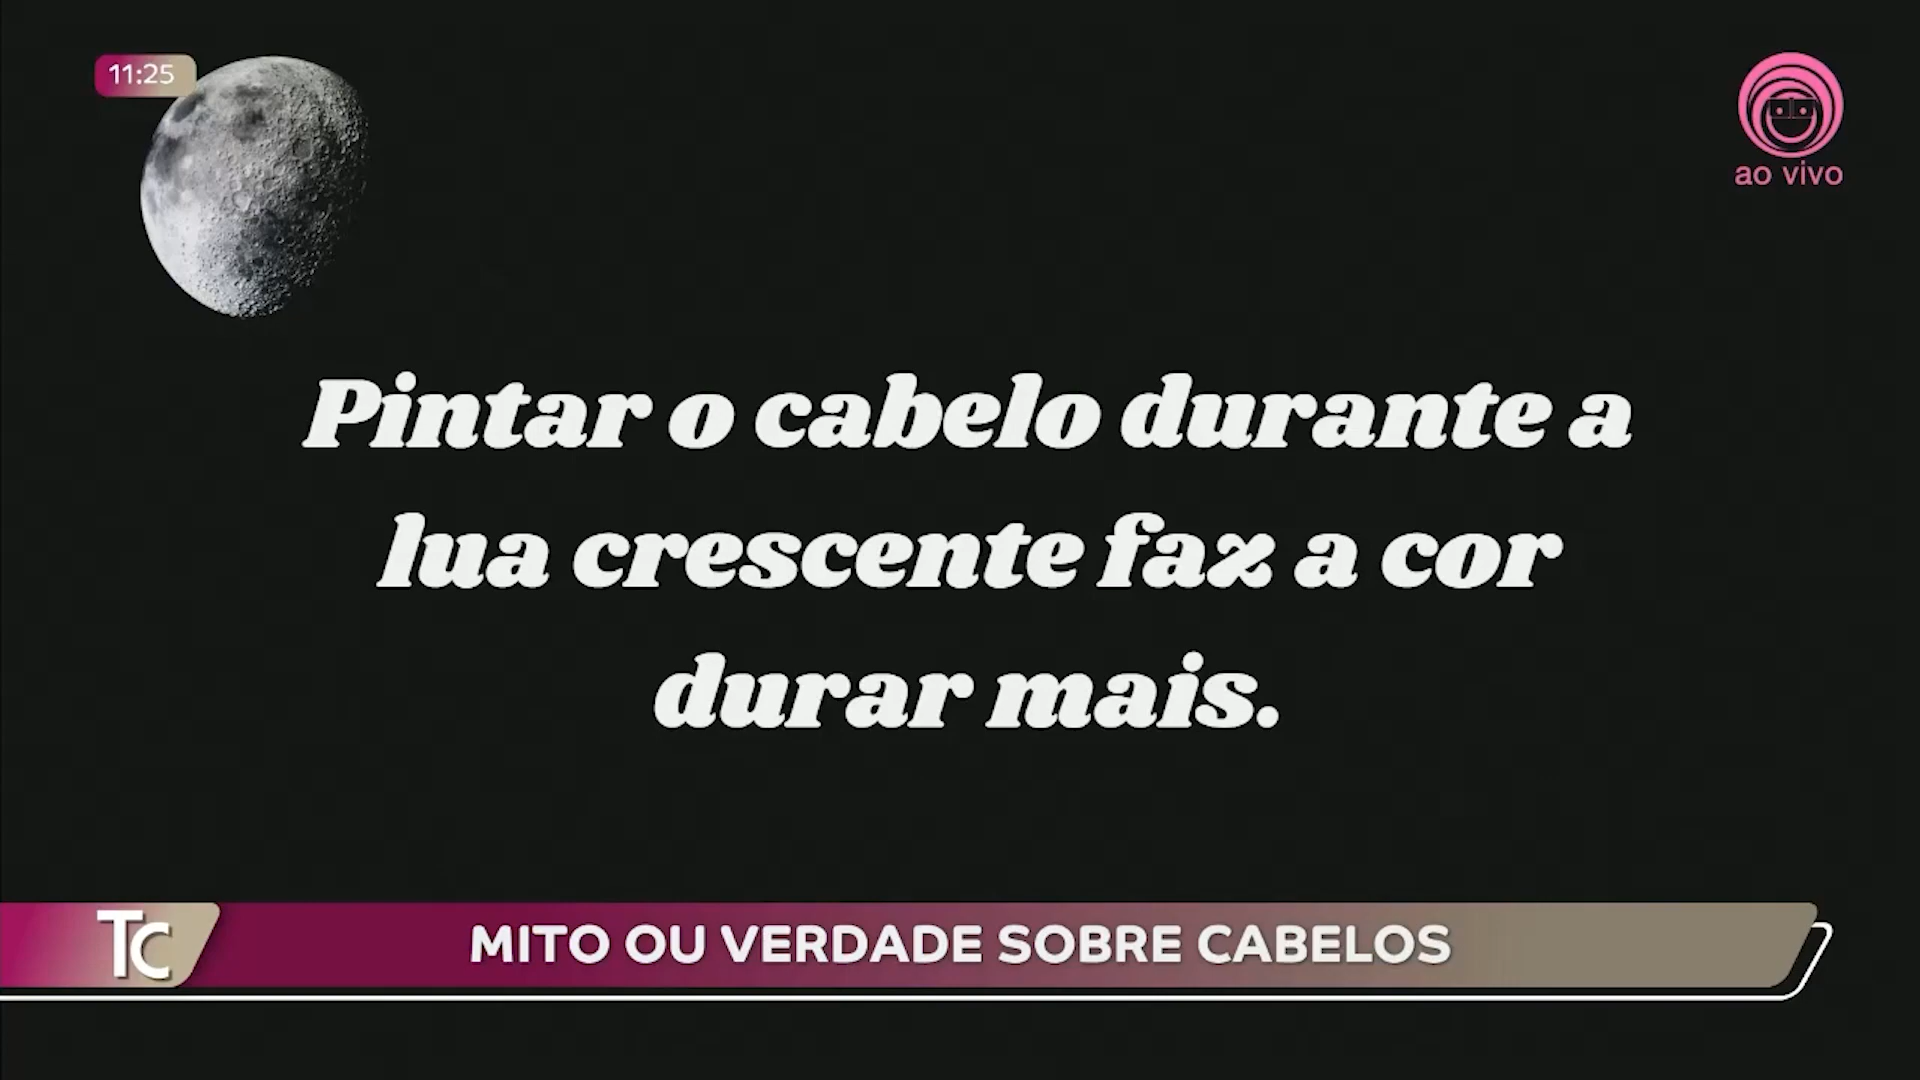 11:25
ao vivo
Pintar o cabelo durante a
lua crescente faz a cor
durar mais.
Tc
MITO OU VERDADE SOBRE CABELOS